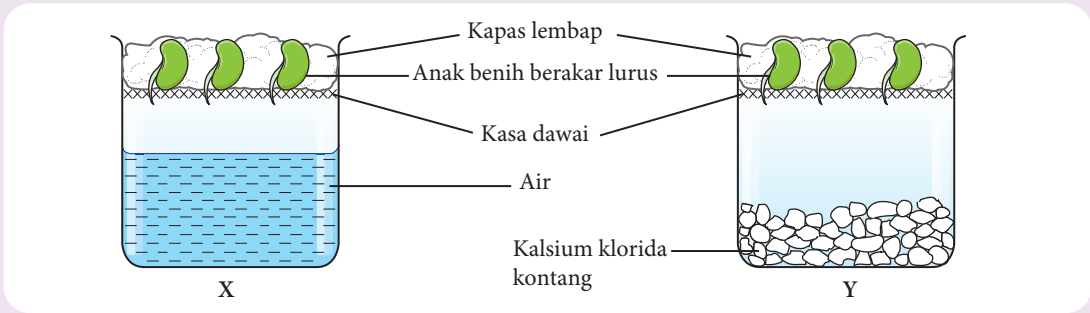 Kapas lembap
Anak benih berakar lurus
Kasa dawai
Air
Kalsium klorida
kontang
X
Y